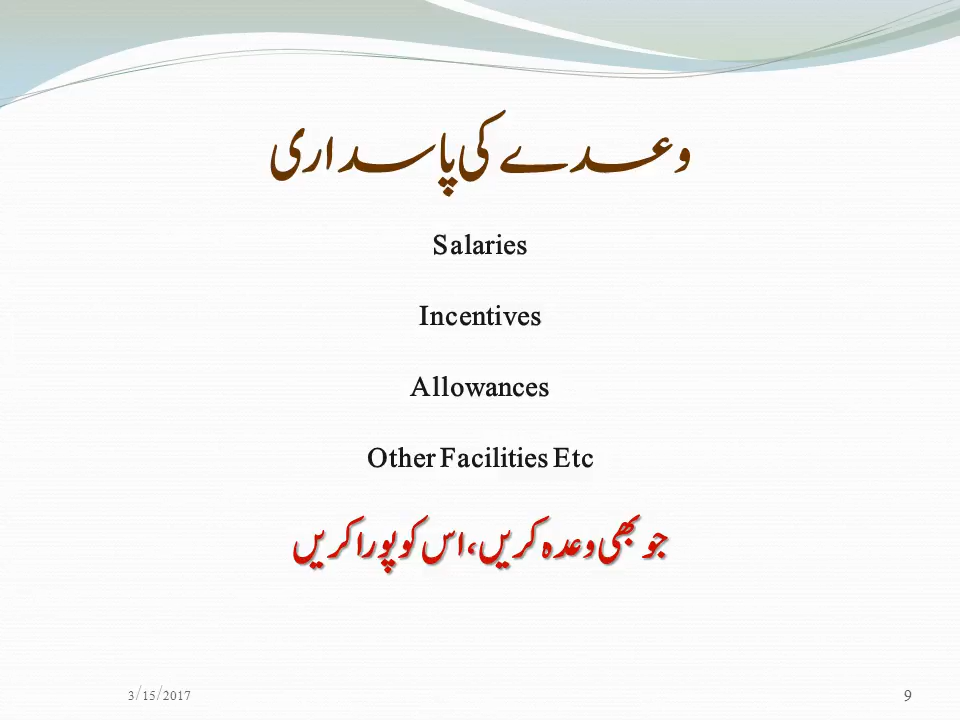 وعدے کی پاسداری
Salaries
Incentives
Allowances
Other Facilities Etc
جو بھی وعدہ کریں، اس کو پورا کریں
3/15/2017
9